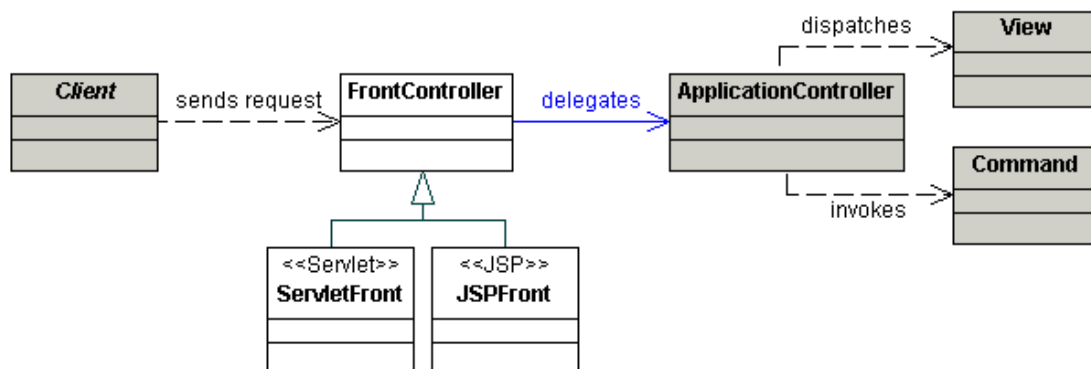 dispatches
View
Client
sends request
FrontController
delegates
ApplicationController
invokes
Command
<<Servlet>>
ServletFront
<<JSP>>
JSPFront